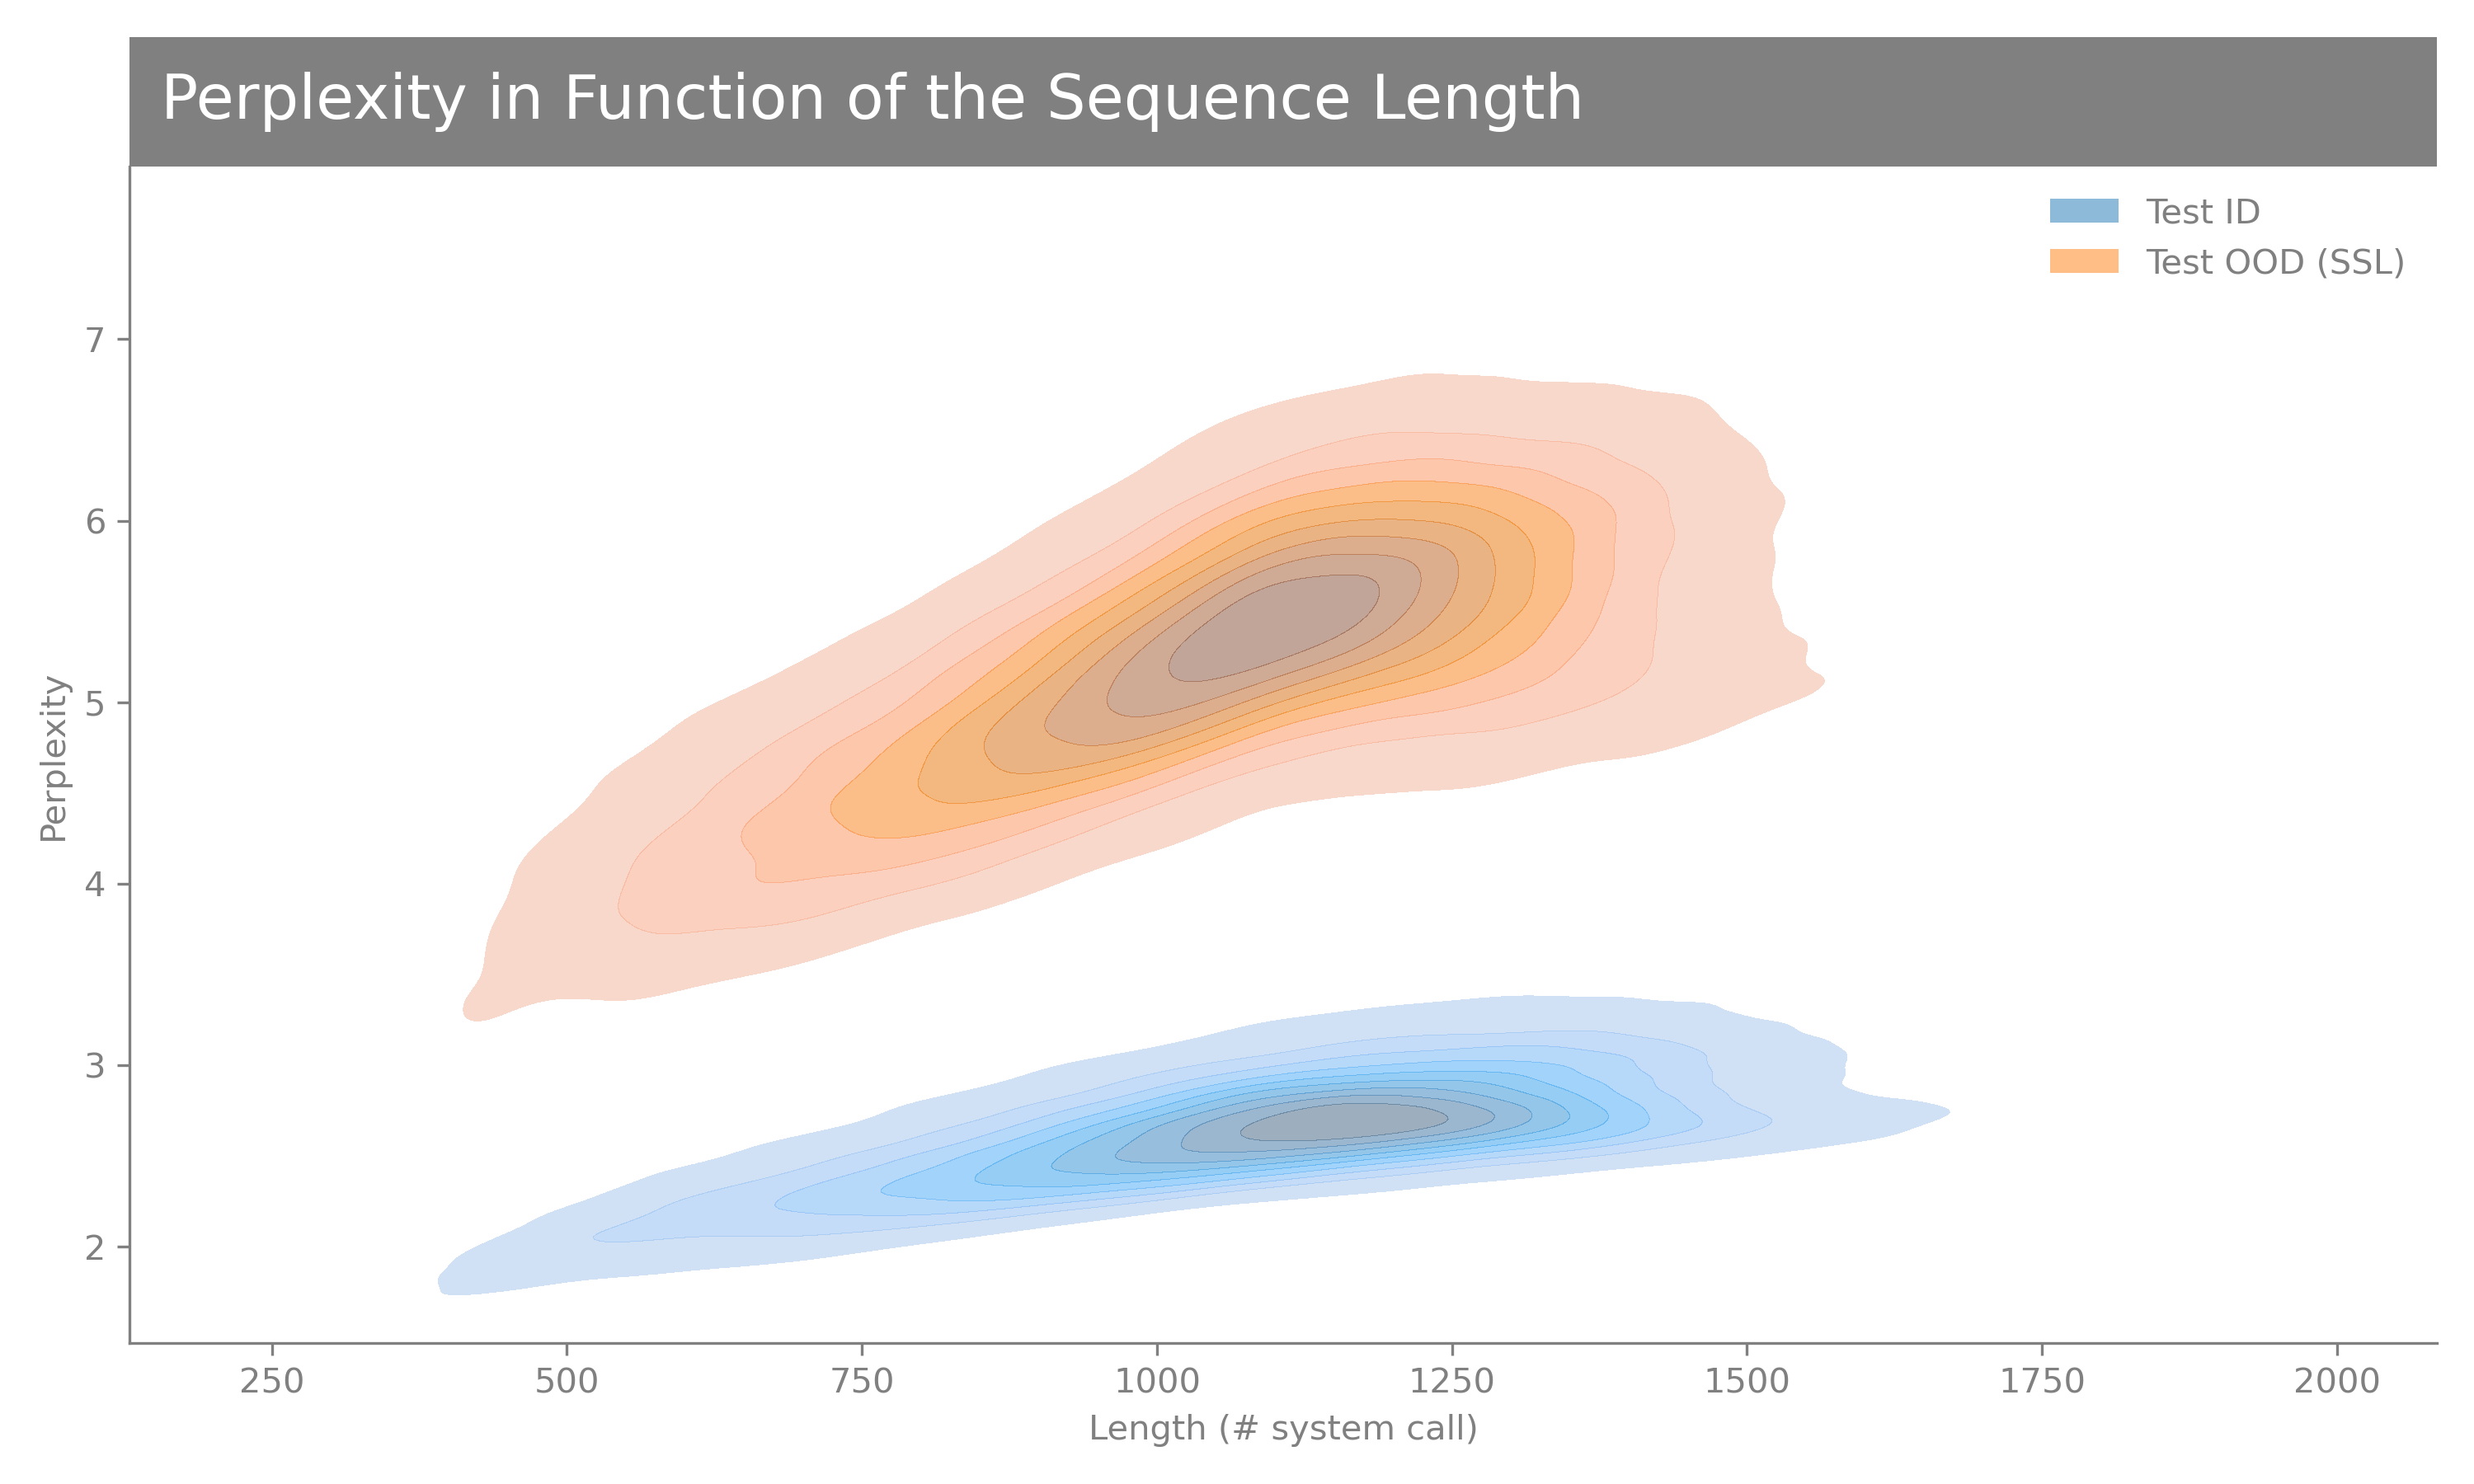 Perplexity in Function of the Sequence Length
Test ID
Test OOD (SSL)
7
6
5
4
3
2
Perplexity
250 500 750 1000 1250 1500 1750 2000
Length (# system call)